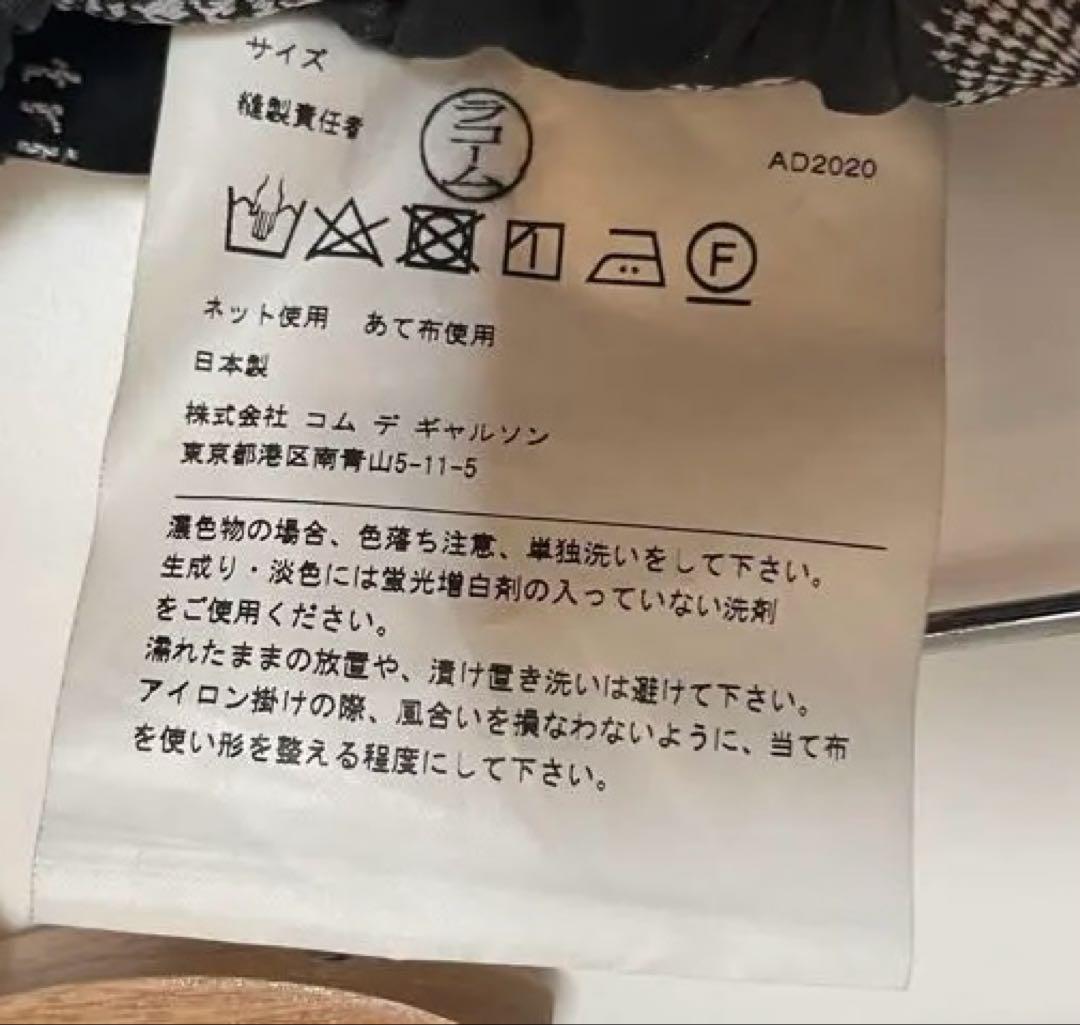 サイズ
縫製責任者
ラコーム
AD2020
F
ネット使用 あて布使用
日本製
株式会社 コム デ ギャルソン
東京都港区南青山5-11-5
濃色物の場合、色落ち注意、単独洗いをして下さい。
生成り・淡色には蛍光増白剤の入っていない洗剤
をご使用ください。
濡れたままの放置や、漬け置き洗いは避けて下さい。
アイロン掛けの際、風合いを損なわないように、当て布
を使い形を整える程度にして下さい。